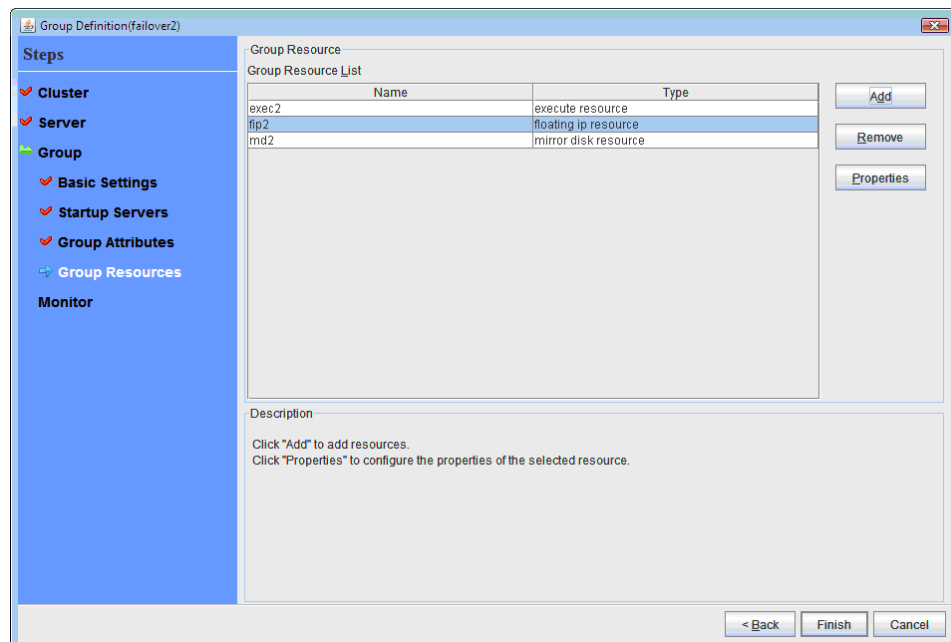 Group Definition(failover2)
Steps
Cluster
Server
Group
Basic Settings
Startup Servers
Group Attributes
Group Resources
Monitor
Group Resource
Group Resource List
Name Type
exec2 execute resource
fip2 floating ip resource
md2 mirror disk resource
Add
Remove
Properties
Description
Click "Add" to add resources.
Click "Properties" to configure the properties of the selected resource.
< Back Finish Cancel